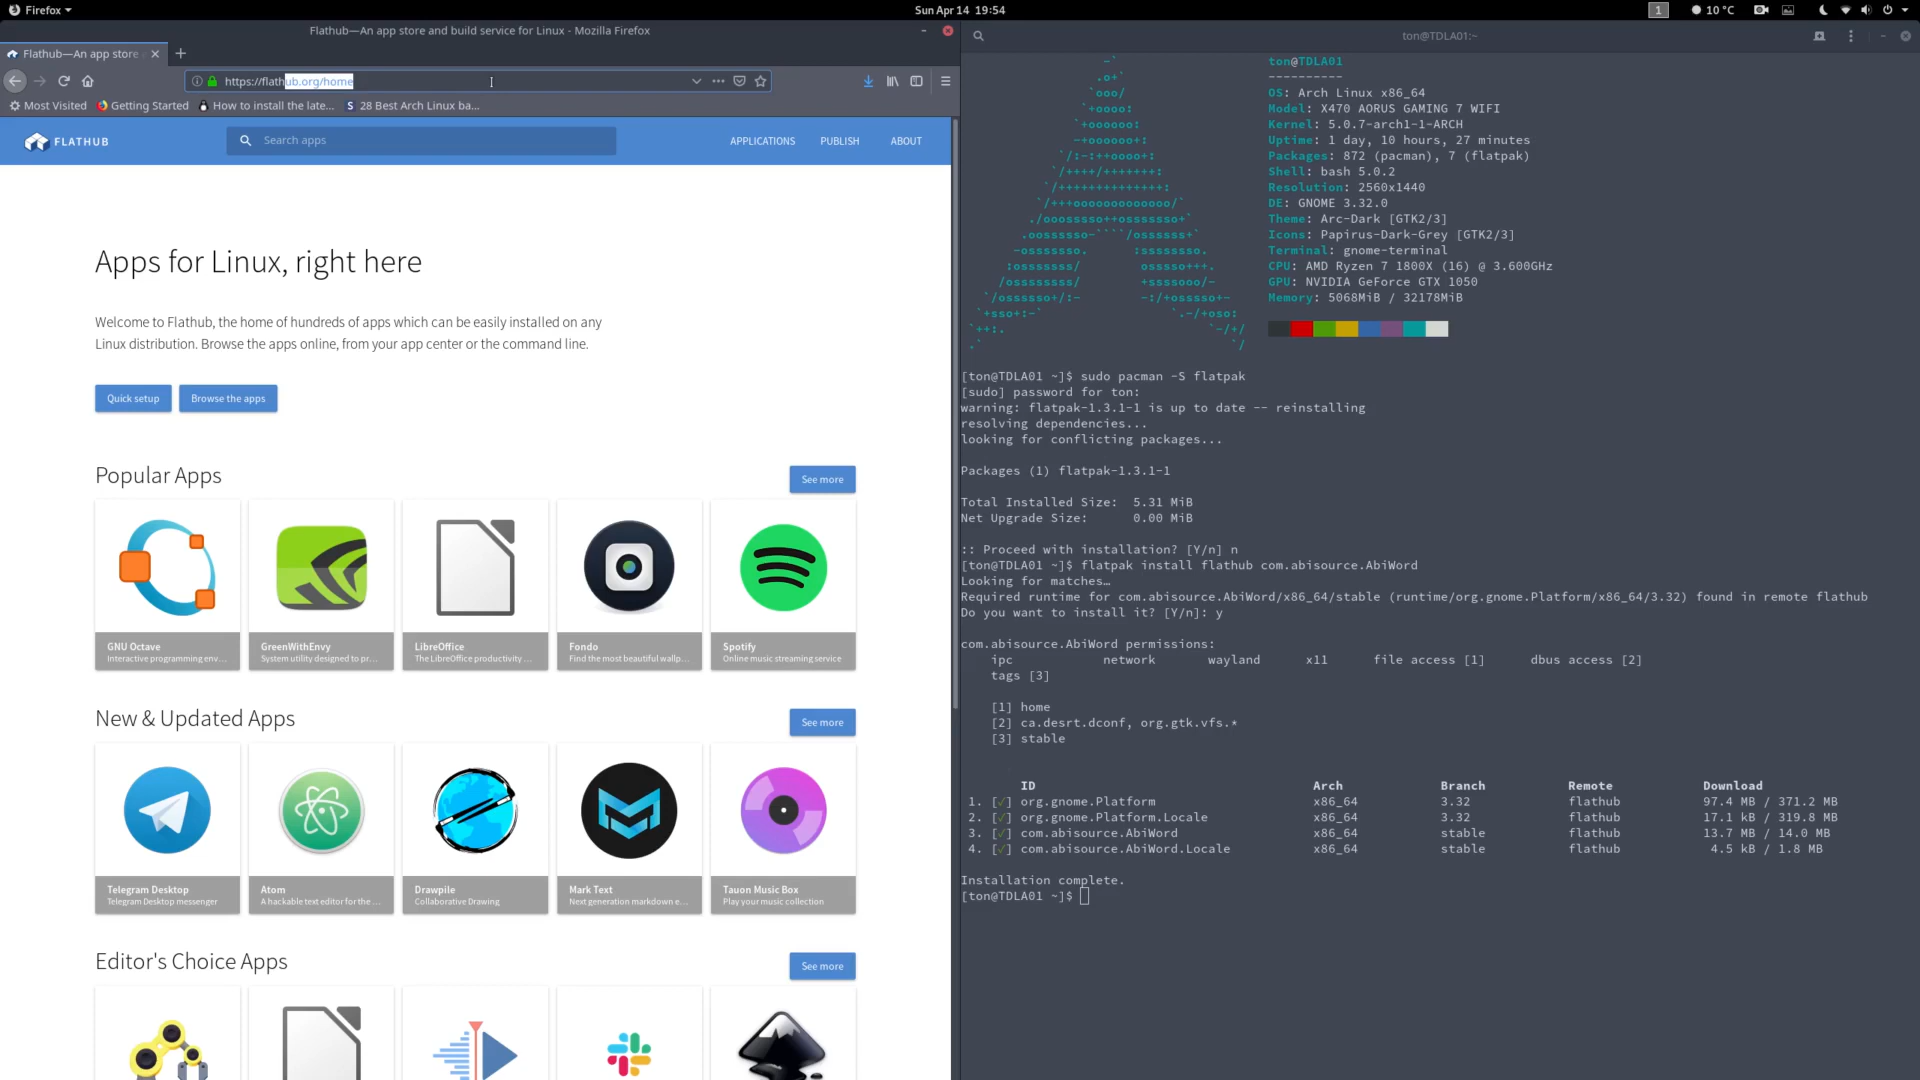 Firefox
Sun Apr 14 19:54
1
10 °C
Flathub—An app store and build service for Linux - Mozilla Firefox
Flathub—An app store
https://flathub.org/home
Most Visited
Getting Started
How to install the late...
28 Best Arch Linux ba...
FLATHUB
Search apps
APPLICATIONS
PUBLISH
ABOUT
Apps for Linux, right here
Welcome to Flathub, the home of hundreds of apps which can be easily installed on any
Linux distribution. Browse the apps online, from your app center or the command line.
Quick setup
Browse the apps
Popular Apps
See more
GNU Octave
Interactive programming env...
GreenWithEnvy
System utility designed to pr...
LibreOffice
The LibreOffice productivity ...
Fondo
Find the most beautiful wallp...
Spotify
Online music streaming service
New & Updated Apps
See more
Telegram Desktop
Telegram Desktop messenger
Atom
A hackable text editor for the ...
Drawpile
Collaborative Drawing
Mark Text
Next generation markdown e...
Tauon Music Box
Play your music collection
Editor's Choice Apps
See more
ton@TDLA01:~
ton@TDLA01
----------
OS: Arch Linux x86_64
Model: X470 AORUS GAMING 7 WIFI
Kernel: 5.0.7-arch1-1-ARCH
Uptime: 1 day, 10 hours, 27 minutes
Packages: 872 (pacman), 7 (flatpak)
Shell: bash 5.0.2
Resolution: 2560x1440
DE: GNOME 3.32.0
Theme: Arc-Dark [GTK2/3]
Icons: Papirus-Dark-Grey [GTK2/3]
Terminal: gnome-terminal
CPU: AMD Ryzen 7 1800X (16) @ 3.600GHz
GPU: NVIDIA GeForce GTX 1050
Memory: 5068MiB / 32178MiB
[ton@TDLA01 ~]$ sudo pacman -S flatpak
[sudo] password for ton:
warning: flatpak-1.3.1-1 is up to date -- reinstalling
resolving dependencies...
looking for conflicting packages...
Packages (1) flatpak-1.3.1-1
Total Installed Size:  5.31 MiB
Net Upgrade Size:      0.00 MiB
:: Proceed with installation? [Y/n] n
[ton@TDLA01 ~]$ flatpak install flathub com.abisource.AbiWord
Looking for matches…
Required runtime for com.abisource.AbiWord/x86_64/stable (runtime/org.gnome.Platform/x86_64/3.32) found in remote flathub
Do you want to install it? [Y/n]: y
com.abisource.AbiWord permissions:
ipc network wayland x11 file access [1] dbus access [2]
tags [3]
[1] home
[2] ca.desrt.dconf, org.gtk.vfs.*
[3] stable
ID Arch Branch Remote Download
1. [✓] org.gnome.Platform x86_64 3.32 flathub 97.4 MB / 371.2 MB
2. [✓] org.gnome.Platform.Locale x86_64 3.32 flathub 17.1 kB / 319.8 MB
3. [✓] com.abisource.AbiWord x86_64 stable flathub 13.7 MB / 14.0 MB
4. [✓] com.abisource.AbiWord.Locale x86_64 stable flathub 4.5 kB / 1.8 MB
Installation complete.
[ton@TDLA01 ~]$